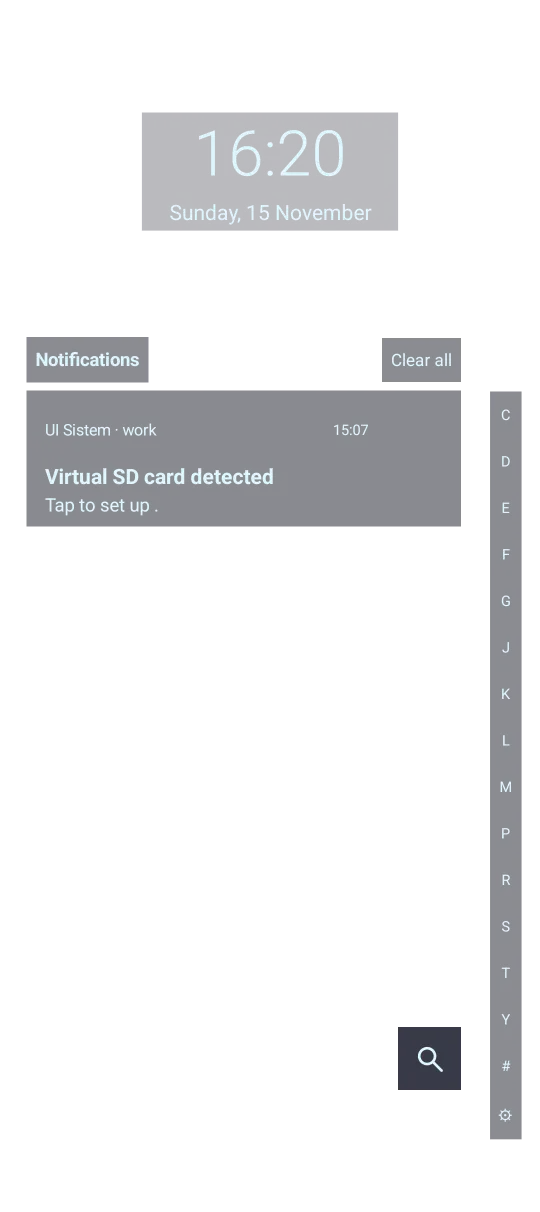 16:20
Sunday, 15 November
Notifications
Clear all
UI Sistem · work
15:07
Virtual SD card detected
Tap to set up .
C
D
E
F
G
J
K
L
M
P
R
S
T
Y
#